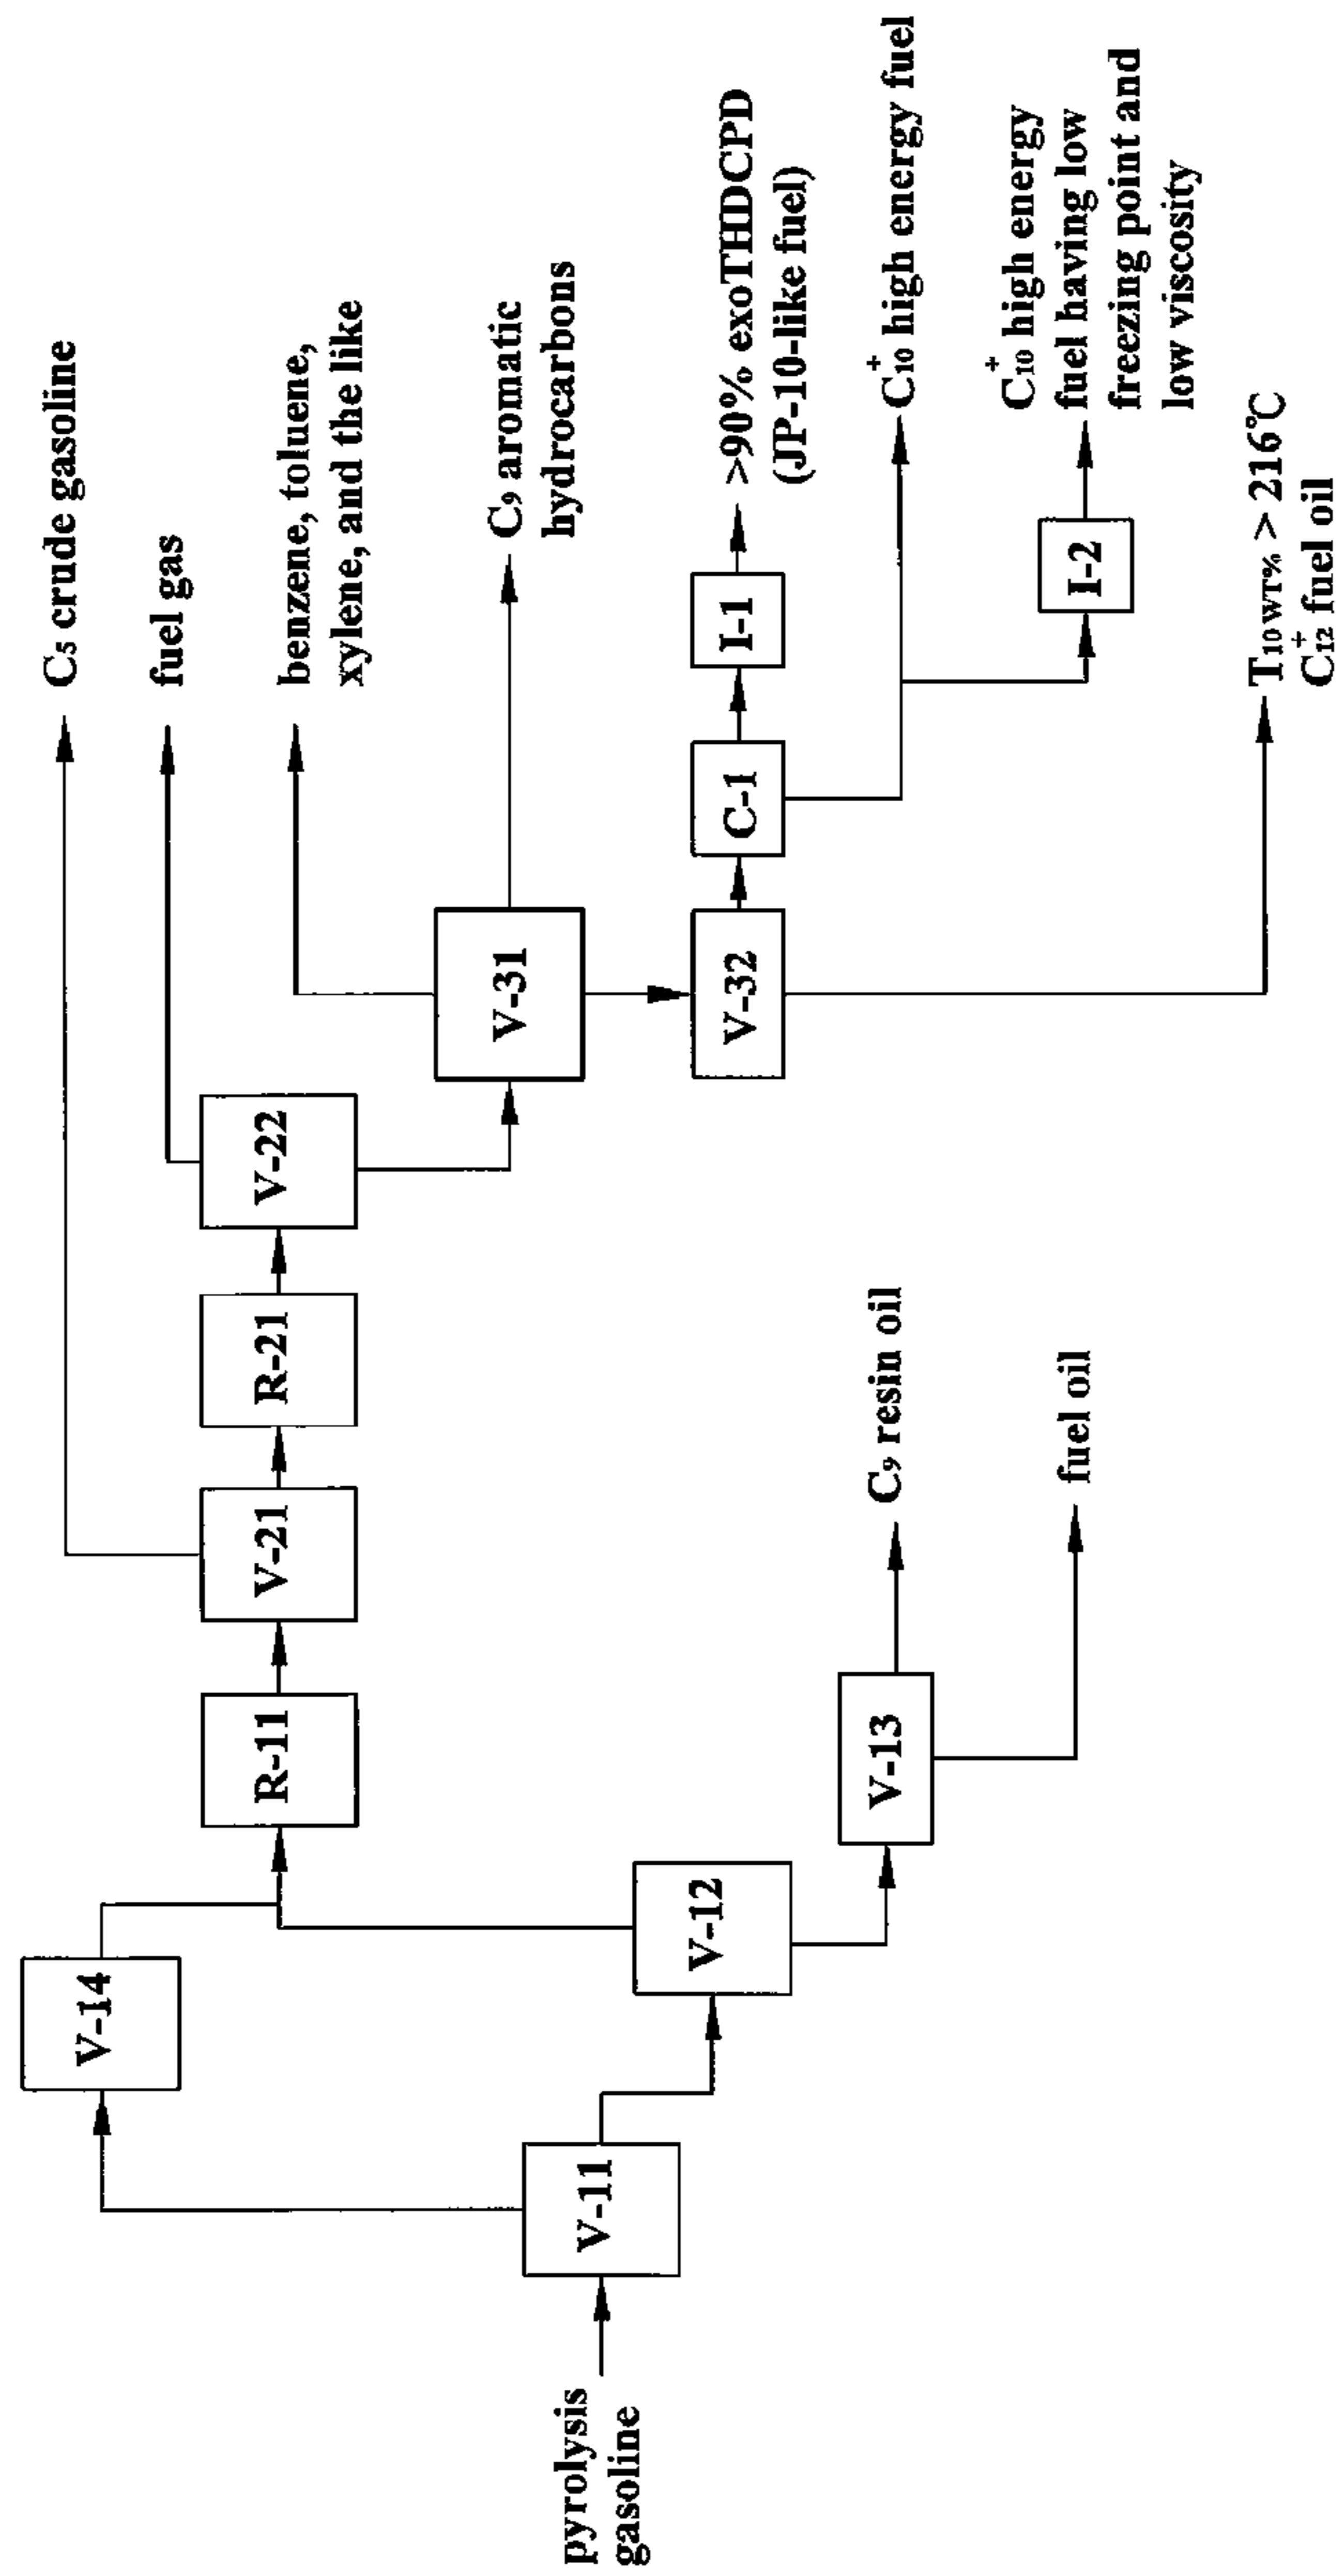 C5 crude gasoline
fuel gas
benzene, toluene,
xylene, and the like
C9 aromatic
hydrocarbons
V-14
R-11
V-21
R-21
V-22
V-31
pyrolysis
gasoline
V-11
V-12
V-13
C9 resin oil
fuel oil
V-32
C-1
I-1
>90% exoTHDCPD
(JP-10-like fuel)
C10+ high energy fuel
I-2
C10+ high energy
fuel having low
freezing point and
low viscosity
T10 WT% > 216℃
C12+ fuel oil